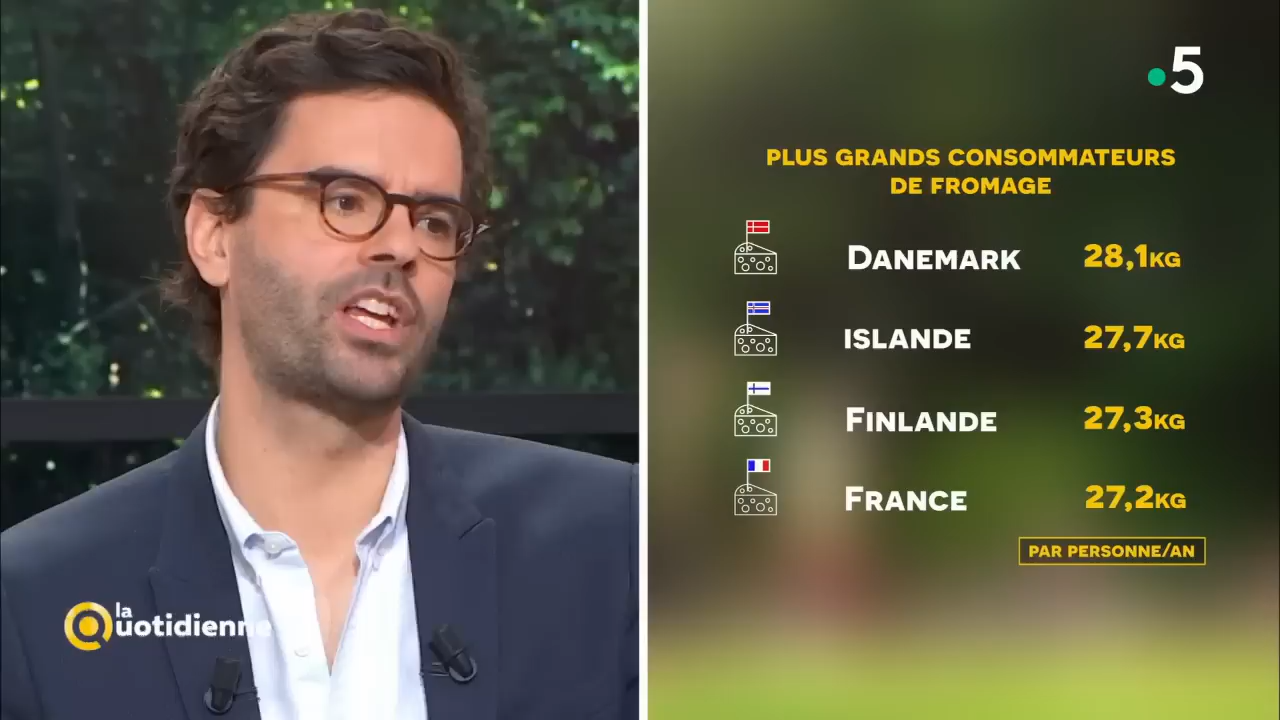 5
PLUS GRANDS CONSOMMATEURS
DE FROMAGE
DANEMARK 28,1KG
ISLANDE 27,7KG
FINLANDE 27,3KG
FRANCE 27,2KG
PAR PERSONNE/AN
la
Quotidienne